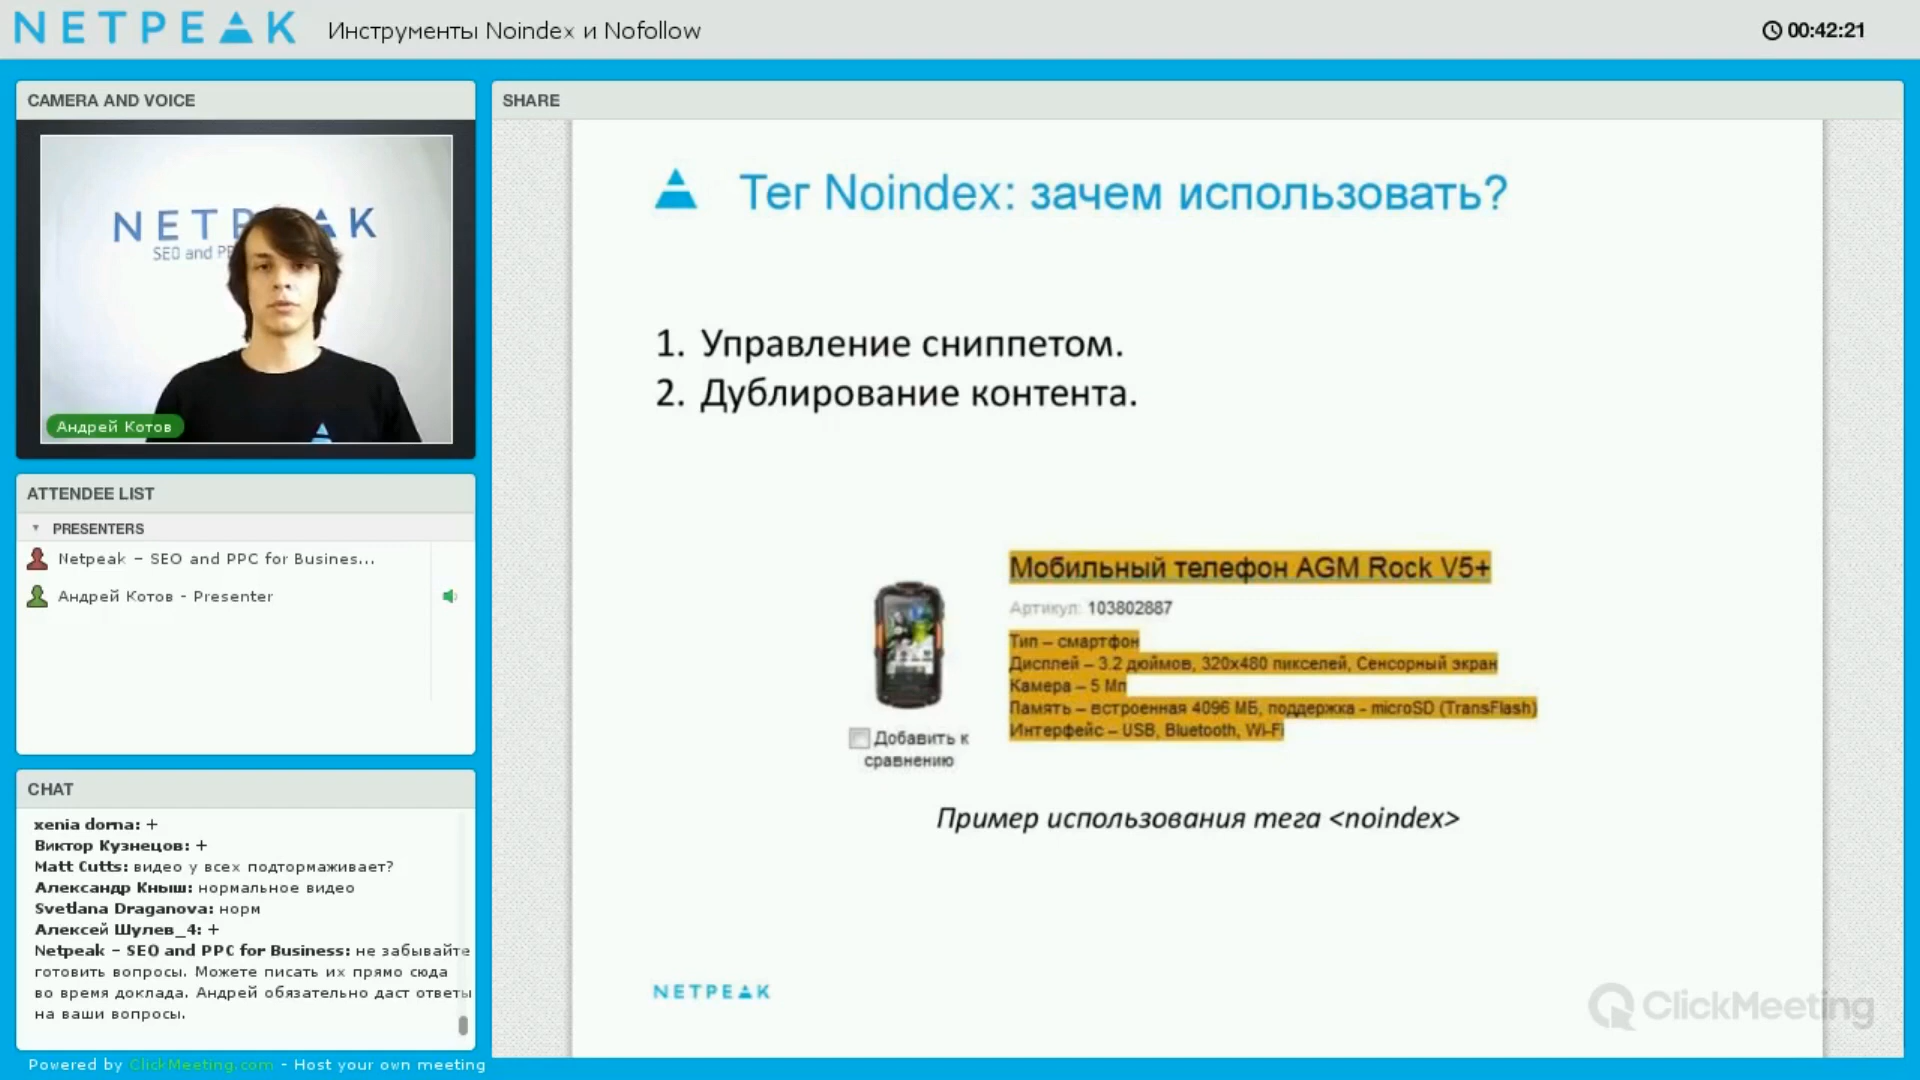 NETPEAK Инструменты Noindex и Nofollow 00:42:21
CAMERA AND VOICE
NETPEAK
SEO and PP
Андрей Котов
ATTENDEE LIST
PRESENTERS
Netpeak – SEO and PPC for Busines...
Андрей Котов - Presenter
CHAT
xenia dorna: +
Виктор Кузнецов: +
Matt Cutts: видео у всех подтормаживает?
Александр Кныш: нормальное видео
Svetlana Draganova: норм
Алексей Шулев_4: +
Netpeak – SEO and PPC for Business: не забывайте
готовить вопросы. Можете писать их прямо сюда
во время доклада. Андрей обязательно даст ответы
на ваши вопросы.
Powered by ClickMeeting.com - Host your own meeting
SHARE
Тег Noindex: зачем использовать?
1. Управление сниппетом.
2. Дублирование контента.
Мобильный телефон AGM Rock V5+
Артикул: 103802887
Тип – смартфон
Дисплей – 3.2 дюймов, 320x480 пикселей, Сенсорный экран
Камера – 5 Мп
Память – встроенная 4096 МБ, поддержка - microSD (TransFlash)
Интерфейс – USB, Bluetooth, Wi-Fi
Добавить к
сравнению
Пример использования тега <noindex>
NETPEAK
ClickMeeting